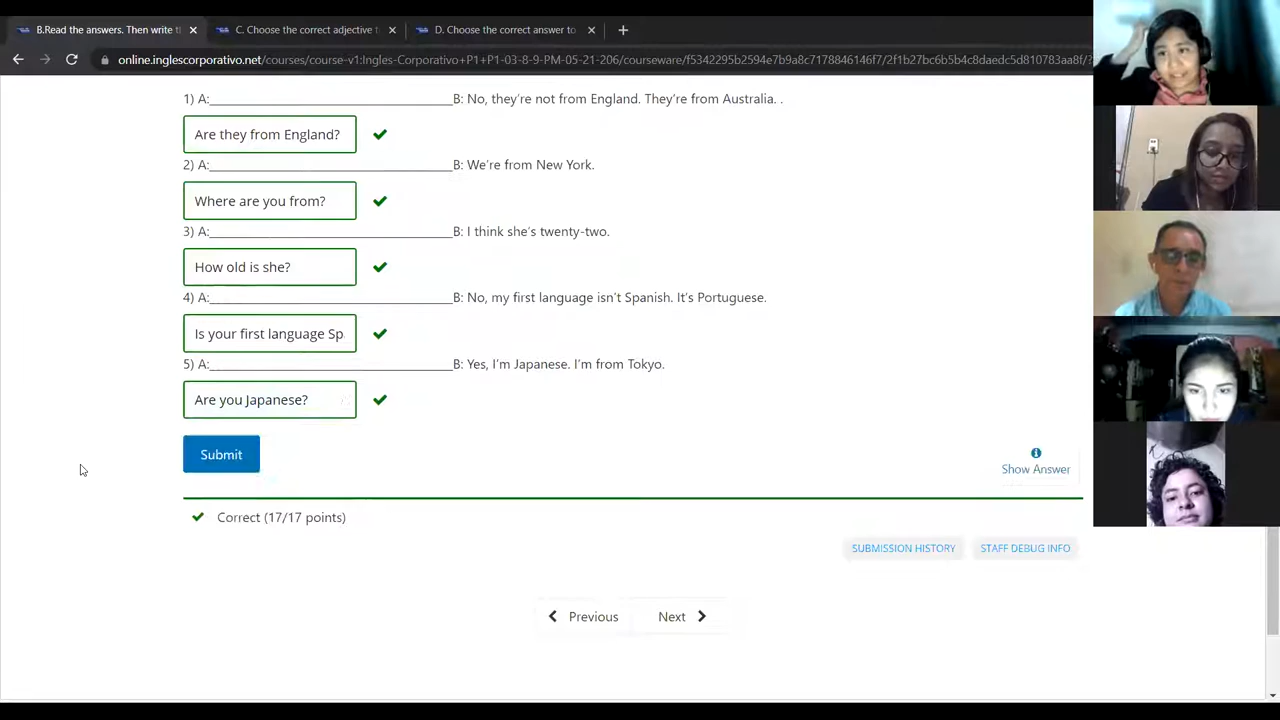 B.Read the answers. Then write t
C. Choose the correct adjective t
D. Choose the correct answer to
online.inglescorporativo.net/courses/course-v1:Ingles-Corporativo+P1+P1-03-8-9-PM-05-21-206/courseware/f5342295b2594e7b9a8c7178846146f7/2f1b27bc6b5b4c8daedc5d810783aa8f/?
1) A:_______________________________________B: No, they're not from England. They're from Australia. .
Are they from England?
2) A:_______________________________________B: We're from New York.
Where are you from?
3) A:_______________________________________B: I think she's twenty-two.
How old is she?
4) A:_______________________________________B: No, my first language isn't Spanish. It's Portuguese.
Is your first language Sp
5) A:_______________________________________B: Yes, I'm Japanese. I'm from Tokyo.
Are you Japanese?
Submit
Show Answer
Correct (17/17 points)
SUBMISSION HISTORY
STAFF DEBUG INFO
Previous
Next